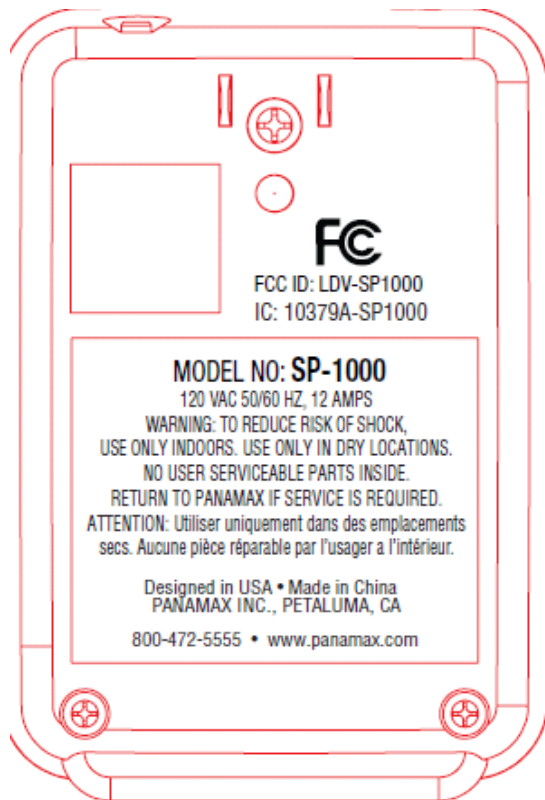 FC
FCC ID: LDV-SP1000
IC: 10379A-SP1000
MODEL NO: SP-1000
120 VAC 50/60 HZ, 12 AMPS
WARNING: TO REDUCE RISK OF SHOCK,
USE ONLY INDOORS. USE ONLY IN DRY LOCATIONS.
NO USER SERVICEABLE PARTS INSIDE.
RETURN TO PANAMAX IF SERVICE IS REQUIRED.
ATTENTION: Utiliser uniquement dans des emplacements
secs. Aucune pièce réparable par l'usager a l'intérieur.
Designed in USA • Made in China
PANAMAX INC., PETALUMA, CA
800-472-5555 • www.panamax.com